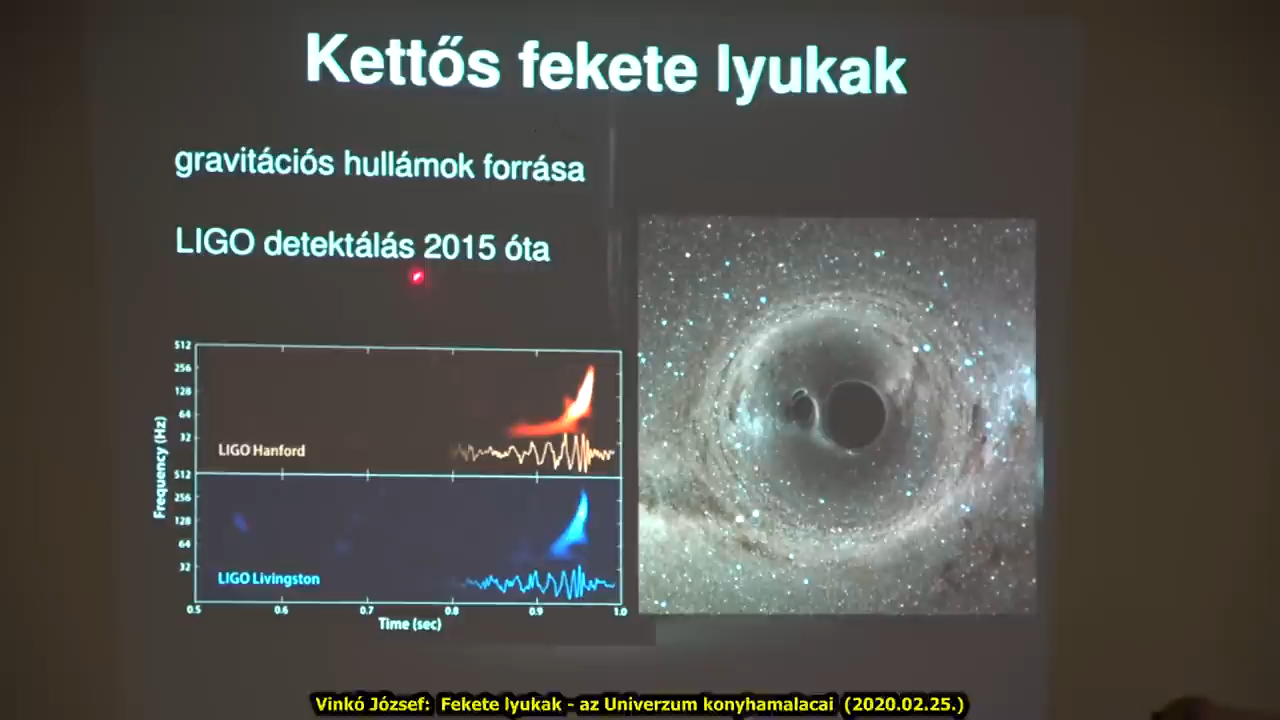 Kettős fekete lyukak
gravitációs hullámok forrása
LIGO detektálás 2015 óta
512
256
128
64
32
LIGO Hanford
512
256
128
64
32
LIGO Livingston
Frequency (Hz)
0.5 0.6 0.7 0.8 0.9 1.0
Time (sec)
Vinkó József: Fekete lyukak - az Univerzum konyhamalacai (2020.02.25.)